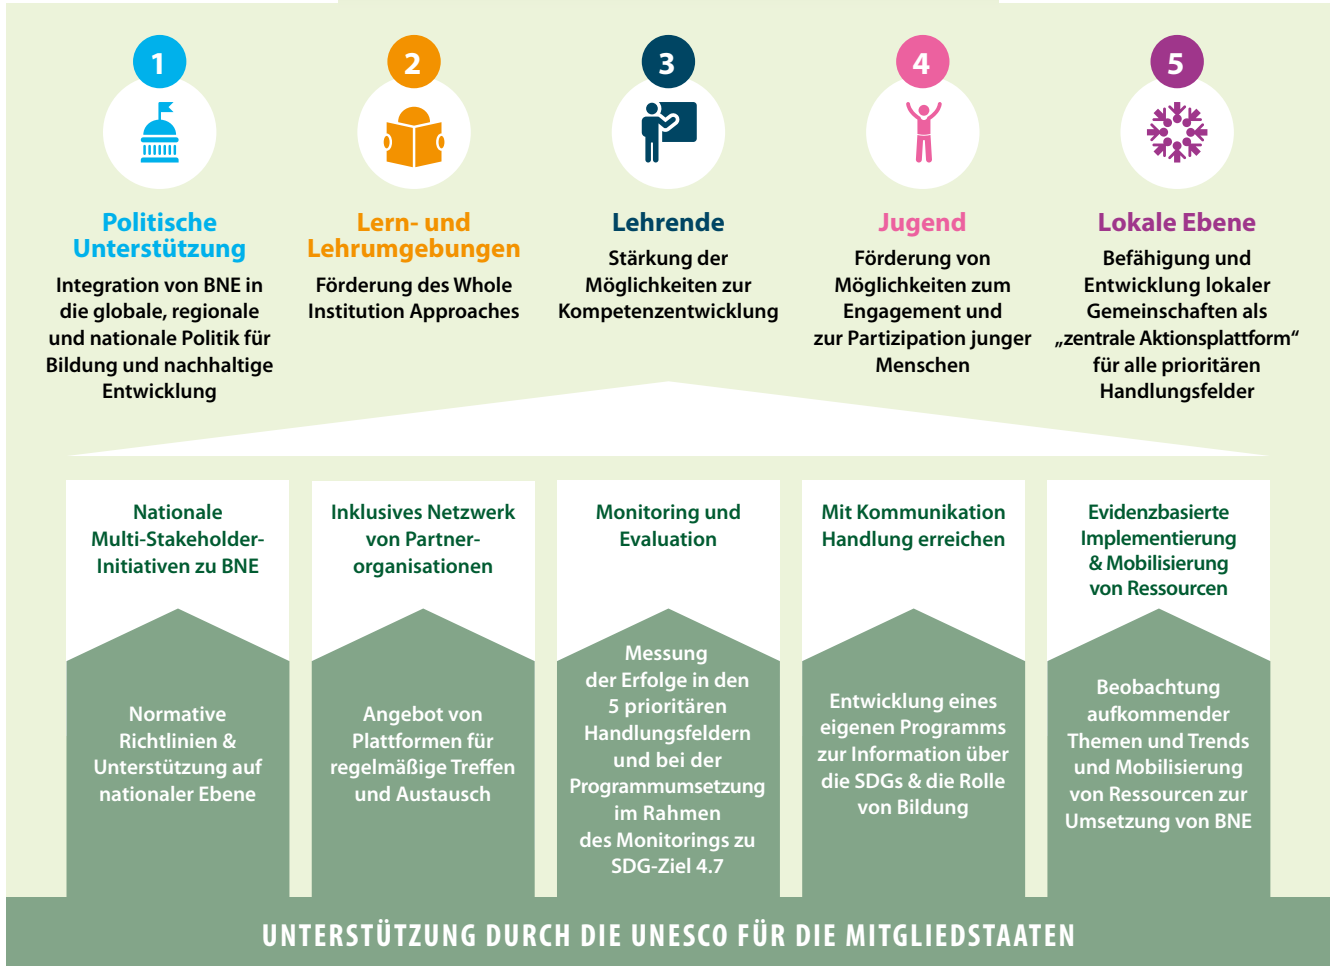 1
Politische
Unterstützung
Integration von BNE in
die globale, regionale
und nationale Politik für
Bildung und nachhaltige
Entwicklung
2
Lern- und
Lehrumgebungen
Förderung des Whole
Institution Approaches
3
Lehrende
Stärkung der
Möglichkeiten zur
Kompetenzentwicklung
4
Jugend
Förderung von
Möglichkeiten zum
Engagement und
zur Partizipation junger
Menschen
5
Lokale Ebene
Befähigung und
Entwicklung lokaler
Gemeinschaften als
„zentrale Aktionsplattform“
für alle prioritären
Handlungsfelder
Nationale
Multi-Stakeholder-
Initiativen zu BNE
Normative
Richtlinien &
Unterstützung auf
nationaler Ebene
Inklusives Netzwerk
von Partner-
organisationen
Angebot von
Plattformen für
regelmäßige Treffen
und Austausch
Monitoring und
Evaluation
Messung
der Erfolge in den
5 prioritären
Handlungsfeldern
und bei der
Programmumsetzung
im Rahmen
des Monitorings zu
SDG-Ziel 4.7
Mit Kommunikation
Handlung erreichen
Entwicklung eines
eigenen Programms
zur Information über
die SDGs & die Rolle
von Bildung
Evidenzbasierte
Implementierung
& Mobilisierung
von Ressourcen
Beobachtung
aufkommender
Themen und Trends
und Mobilisierung
von Ressourcen zur
Umsetzung von BNE
UNTERSTÜTZUNG DURCH DIE UNESCO FÜR DIE MITGLIEDSTAATEN